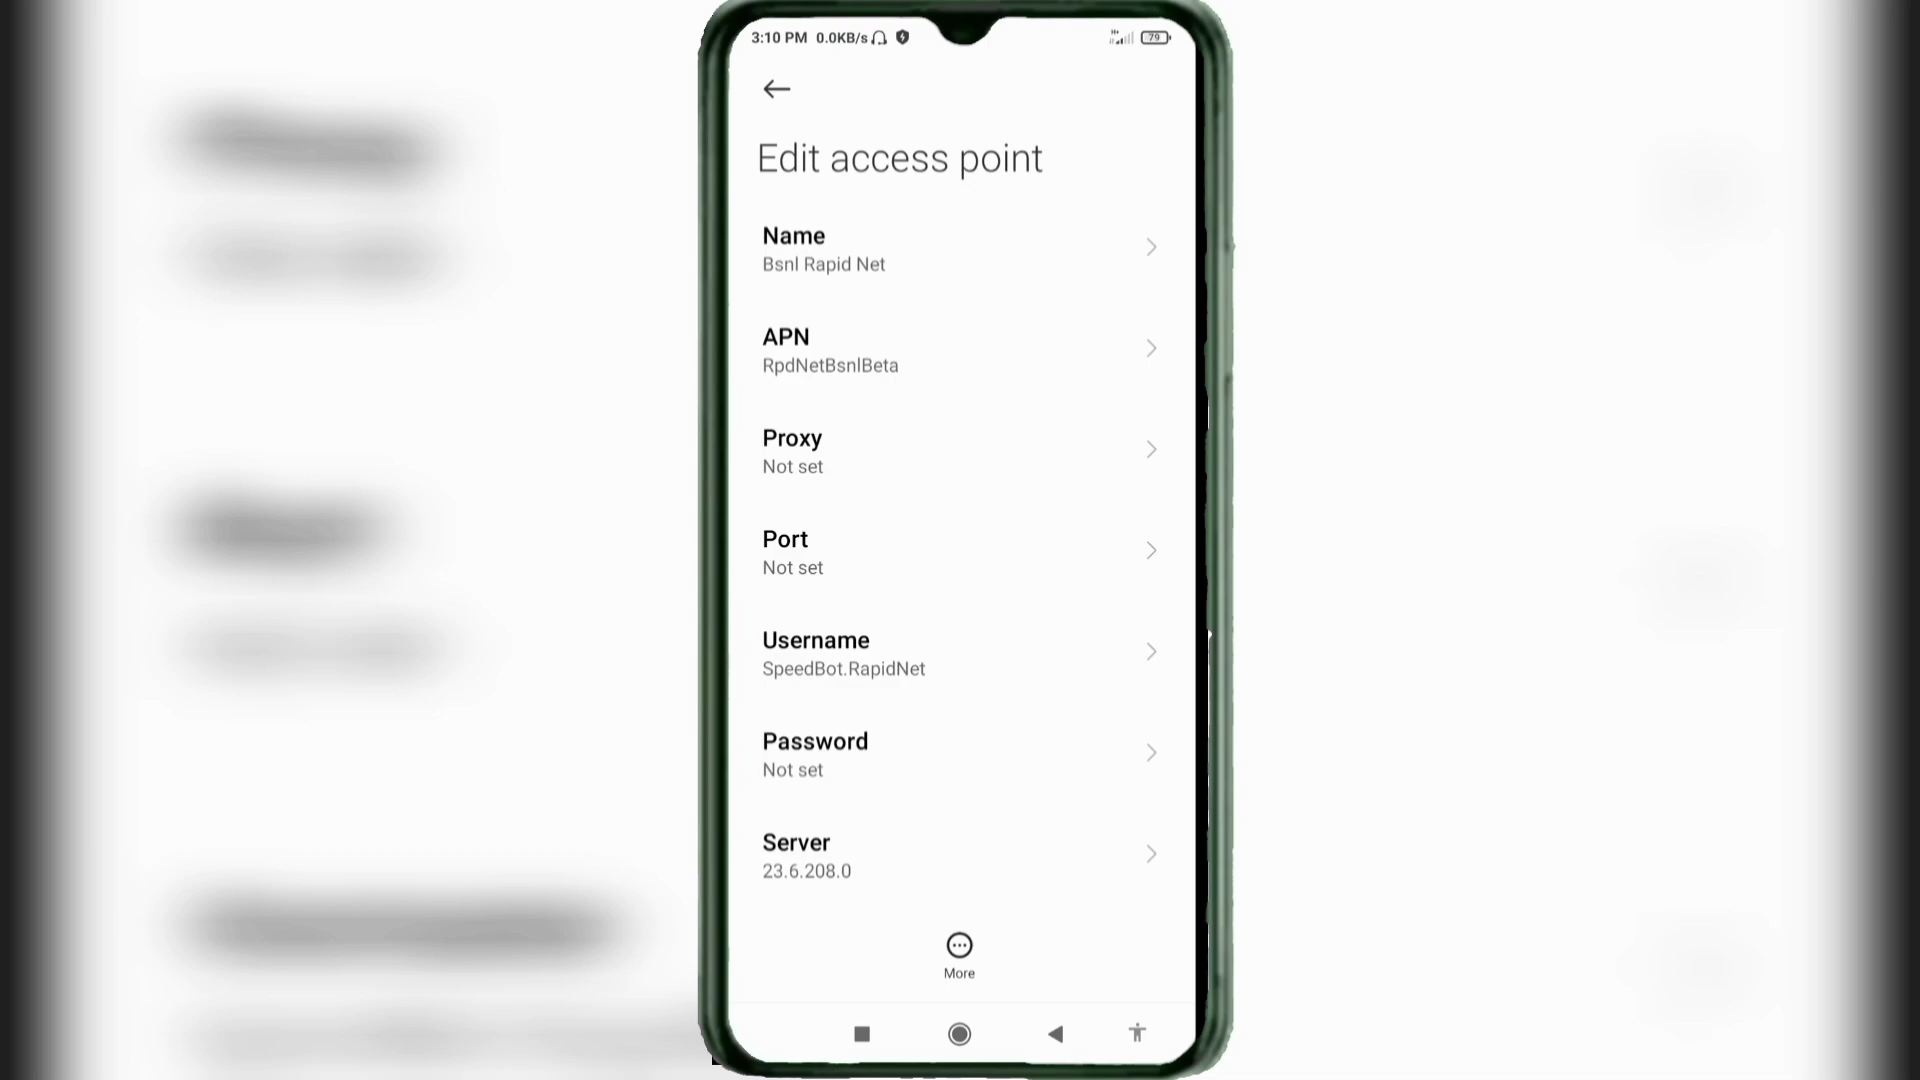 3:10 PM 0.0KB/s 79
Edit access point
Name
Bsnl Rapid Net
APN
RpdNetBsnlBeta
Proxy
Not set
Port
Not set
Username
SpeedBot.RapidNet
Password
Not set
Server
23.6.208.0
More